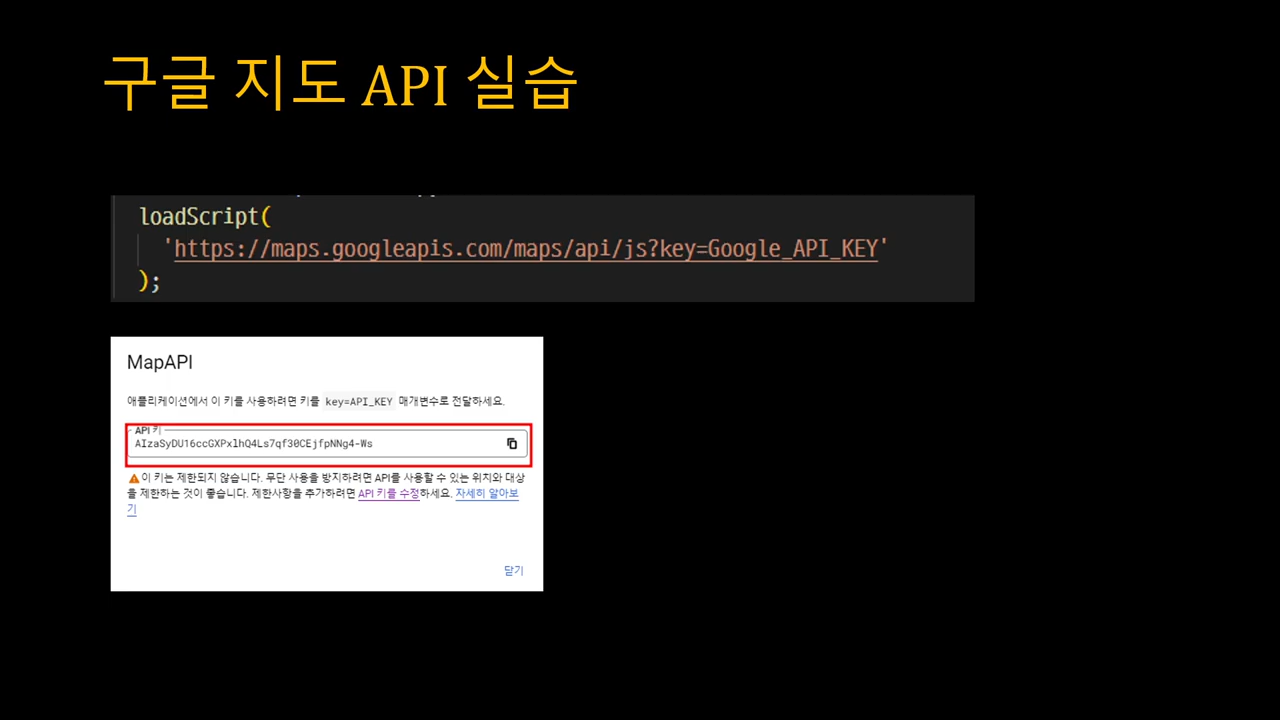 구글 지도 API 실습
loadScript(
'https://maps.googleapis.com/maps/api/js?key=Google_API_KEY'
);
MapAPI
애플리케이션에서 이 키를 사용하려면 키를 key=API_KEY 매개변수로 전달하세요.
API 키
AIzaSyDU16ccGXPxlhQ4Ls7qf30CEjfpNNg4-Ws
이 키는 제한되지 않습니다. 무단 사용을 방지하려면 API를 사용할 수 있는 위치와 대상
을 제한하는 것이 좋습니다. 제한사항을 추가하려면 API 키를 수정하세요. 자세히 알아보
기
닫기